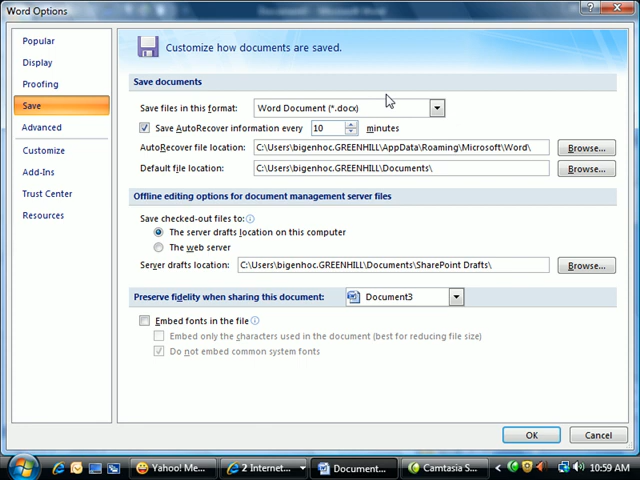 Word Options
Popular
Display
Proofing
Save
Advanced
Customize
Add-Ins
Trust Center
Resources
Customize how documents are saved.
Save documents
Save files in this format: Word Document (*.docx)
Save AutoRecover information every 10 minutes
AutoRecover file location: C:\Users\bigenhoc.GREENHILL\AppData\Roaming\Microsoft\Word\ Browse...
Default file location: C:\Users\bigenhoc.GREENHILL\Documents\ Browse...
Offline editing options for document management server files
Save checked-out files to:
The server drafts location on this computer
The web server
Server drafts location: C:\Users\bigenhoc.GREENHILL\Documents\SharePoint Drafts\ Browse...
Preserve fidelity when sharing this document: Document3
Embed fonts in the file
Embed only the characters used in the document (best for reducing file size)
Do not embed common system fonts
OK Cancel
Yahoo! Me... 2 Internet... Document... Camtasia S... 10:59 AM